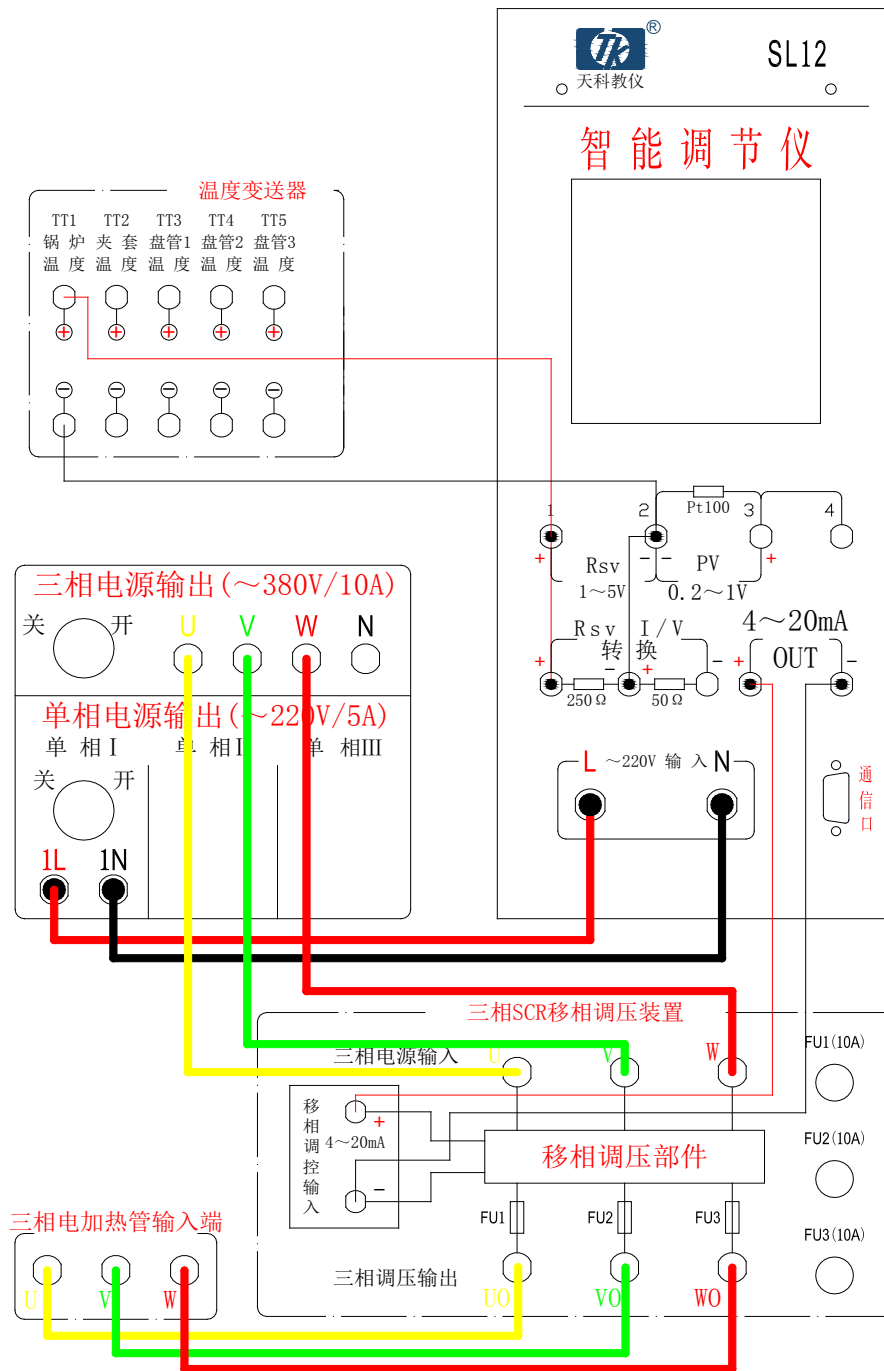 TK®
天科教仪
SL12
智能调节仪
温度变送器
TT1 TT2 TT3 TT4 TT5
锅 炉 夹 套 盘管1 盘管2 盘管3
温 度 温 度 温 度 温 度 温 度
+ + + + +
− − − − −
1 2 Pt100 3 4
+ Rsv − − PV +
1～5V 0.2～1V
Rsv I/V
转换
+ − + −
250Ω 50Ω
4～20mA
+ OUT −
L ～220V 输 入 N
通信口
三相电源输出(～380V/10A)
关 开 U V W N
单相电源输出(～220V/5A)
单 相Ⅰ 单 相Ⅰ 单 相Ⅲ
关 开
1L 1N
三相SCR移相调压装置
三相电源输入 U V W
FU1(10A)
移相调控输入
+
4～20mA
−
移相调压部件
FU2(10A)
FU1 FU2 FU3
FU3(10A)
三相调压输出 UO VO WO
三相电加热管输入端
U V W